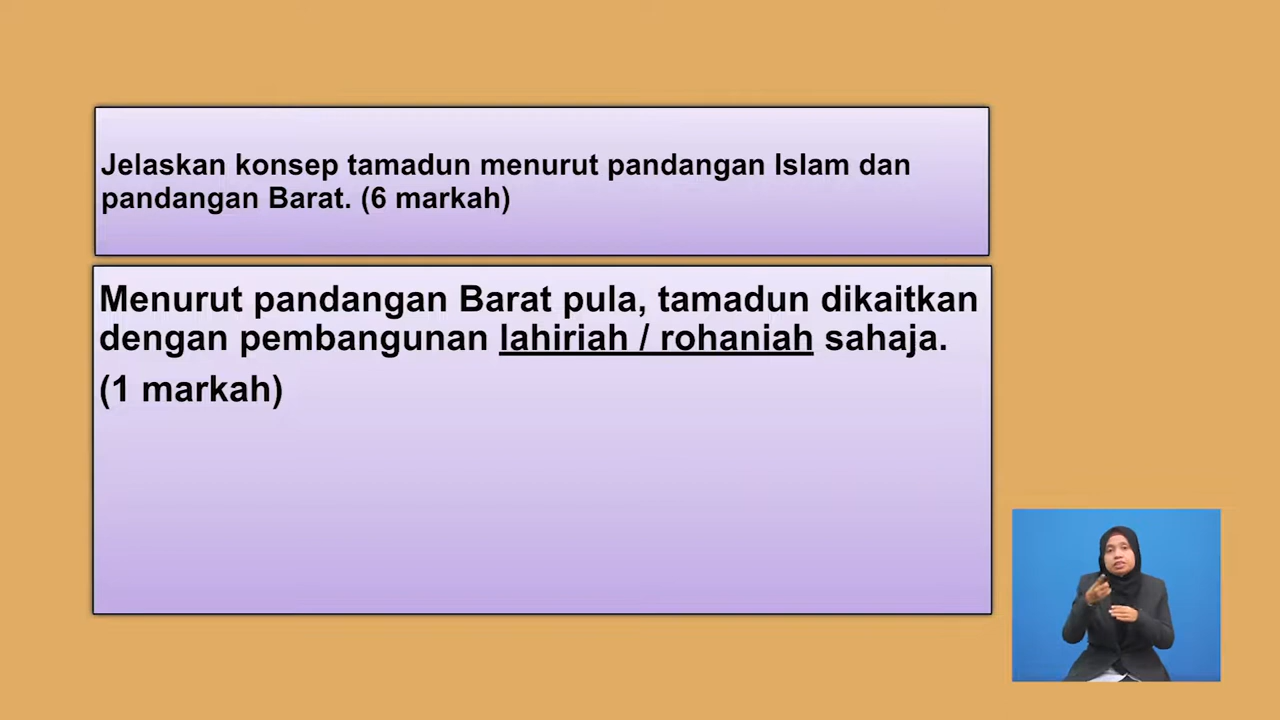 Jelaskan konsep tamadun menurut pandangan Islam dan
pandangan Barat. (6 markah)
Menurut pandangan Barat pula, tamadun dikaitkan
dengan pembangunan lahiriah / rohaniah sahaja.
(1 markah)